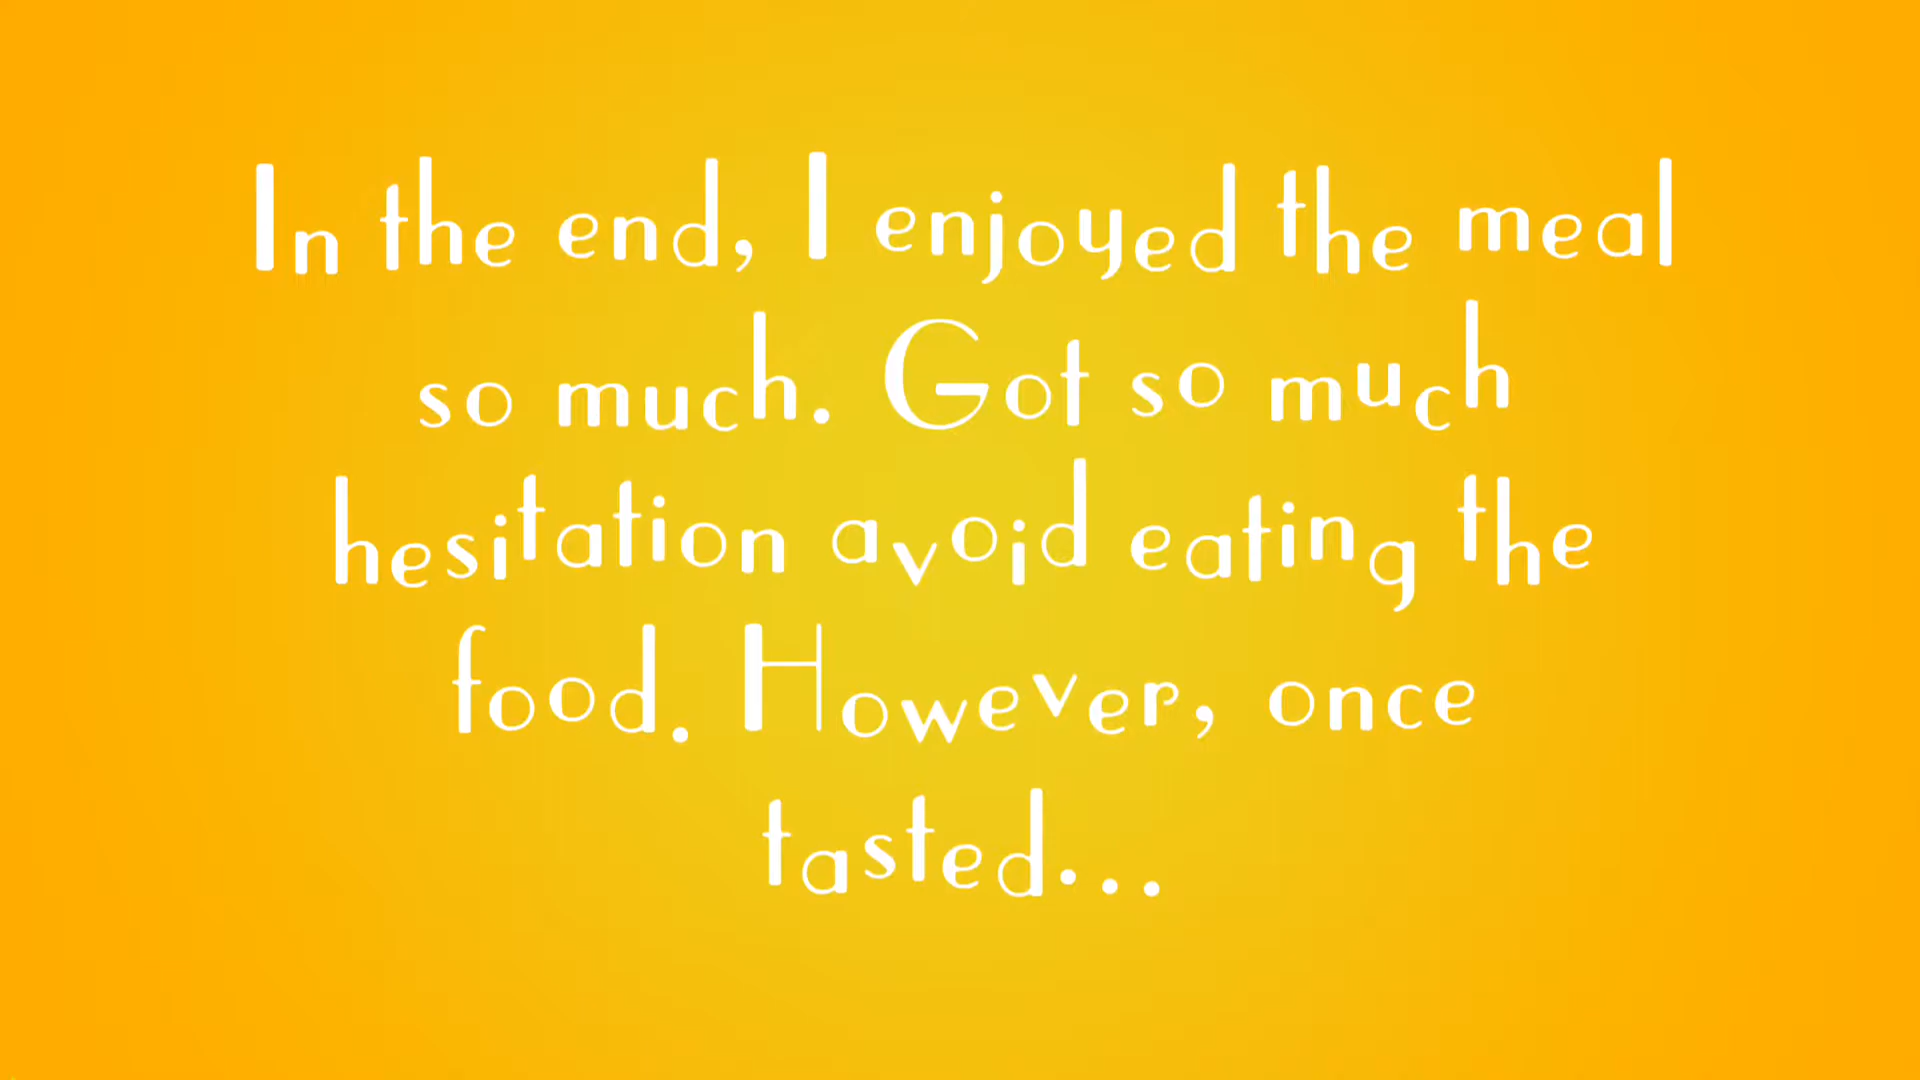 In the end, I enjoyed the meal
so much. Got so much
hesitation avoid eating the
food. However, once
tasted...